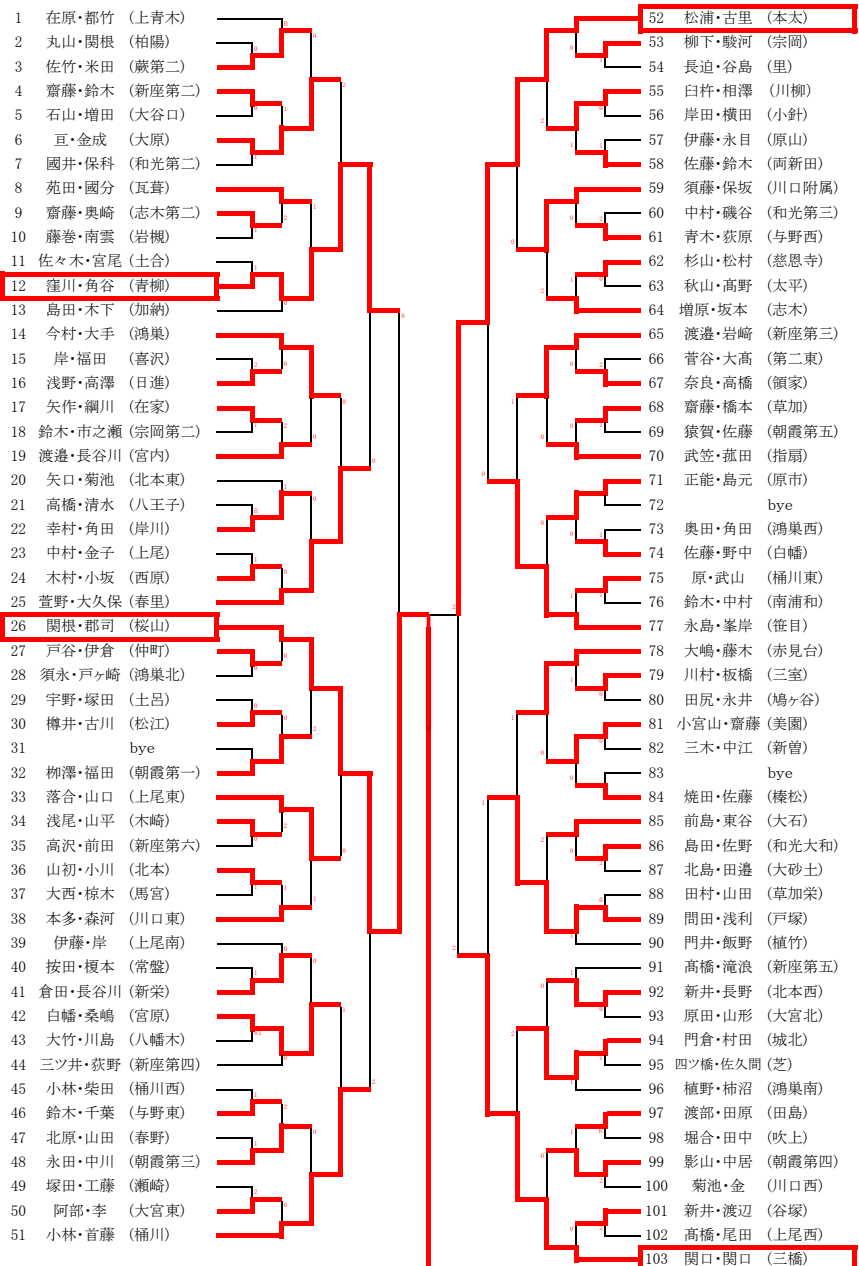 1 在原・都竹 (上青木)
2 丸山・関根 (柏陽)
3 佐竹・米田 (蕨第二)
4 齋藤・鈴木 (新座第二)
5 石山・増田 (大谷口)
6 亘・金成 (大原)
7 國井・保科 (和光第二)
8 苑田・國分 (瓦葺)
9 齋藤・奥崎 (志木第二)
10 藤巻・南雲 (岩槻)
11 佐々木・宮尾 (土合)
12 窪川・角谷 (青柳)
13 島田・木下 (加納)
14 今村・大手 (鴻巣)
15 岸・福田 (喜沢)
16 浅野・高澤 (日進)
17 矢作・綱川 (在家)
18 鈴木・市之瀬 (宗岡第二)
19 渡邉・長谷川 (宮内)
20 矢口・菊池 (北本東)
21 高橋・清水 (八王子)
22 幸村・角田 (岸川)
23 中村・金子 (上尾)
24 木村・小坂 (西原)
25 萱野・大久保 (春里)
26 関根・郡司 (桜山)
27 戸谷・伊倉 (仲町)
28 須永・戸ヶ崎 (鴻巣北)
29 宇野・塚田 (土呂)
30 樽井・古川 (松江)
31 bye
32 栁澤・福田 (朝霞第一)
33 落合・山口 (上尾東)
34 浅尾・山平 (木崎)
35 高沢・前田 (新座第六)
36 山初・小川 (北本)
37 大西・椋木 (馬宮)
38 本多・森河 (川口東)
39 伊藤・岸 (上尾南)
40 按田・榎本 (常盤)
41 倉田・長谷川 (新栄)
42 白幡・桑嶋 (宮原)
43 大竹・川島 (八幡木)
44 三ツ井・荻野 (新座第四)
45 小林・柴田 (桶川西)
46 鈴木・千葉 (与野東)
47 北原・山田 (春野)
48 永田・中川 (朝霞第三)
49 塚田・工藤 (瀬崎)
50 阿部・李 (大宮東)
51 小林・首藤 (桶川)
52 松浦・古里 (本太)
53 柳下・駿河 (宗岡)
54 長迫・谷島 (里)
55 臼杵・相澤 (川柳)
56 岸田・横田 (小針)
57 伊藤・永目 (原山)
58 佐藤・鈴木 (両新田)
59 須藤・保坂 (川口附属)
60 中村・磯谷 (和光第三)
61 青木・荻原 (与野西)
62 杉山・松村 (慈恩寺)
63 秋山・髙野 (太平)
64 増原・坂本 (志木)
65 渡邉・岩﨑 (新座第三)
66 菅谷・大髙 (第二東)
67 奈良・高橋 (領家)
68 齋藤・橋本 (草加)
69 猿賀・佐藤 (朝霞第五)
70 武笠・菰田 (指扇)
71 正能・島元 (原市)
72 bye
73 奥田・角田 (鴻巣西)
74 佐藤・野中 (白幡)
75 原・武山 (桶川東)
76 鈴木・中村 (南浦和)
77 永島・峯岸 (笹目)
78 大嶋・藤木 (赤見台)
79 川村・板橋 (三室)
80 田尻・永井 (鳩ヶ谷)
81 小宮山・齋藤 (美園)
82 三木・中江 (新曽)
83 bye
84 焼田・佐藤 (榛松)
85 前島・東谷 (大石)
86 島田・佐野 (和光大和)
87 北島・田邉 (大砂土)
88 田村・山田 (草加栄)
89 問田・浅利 (戸塚)
90 門井・飯野 (植竹)
91 髙橋・滝浪 (新座第五)
92 新井・長野 (北本西)
93 原田・山形 (大宮北)
94 門倉・村田 (城北)
95 四ツ橋・佐久間 (芝)
96 植野・柿沼 (鴻巣南)
97 渡部・田原 (田島)
98 堀合・田中 (吹上)
99 影山・中居 (朝霞第四)
100 菊池・金 (川口西)
101 新井・渡辺 (谷塚)
102 髙橋・尾田 (上尾西)
103 関口・関口 (三橋)